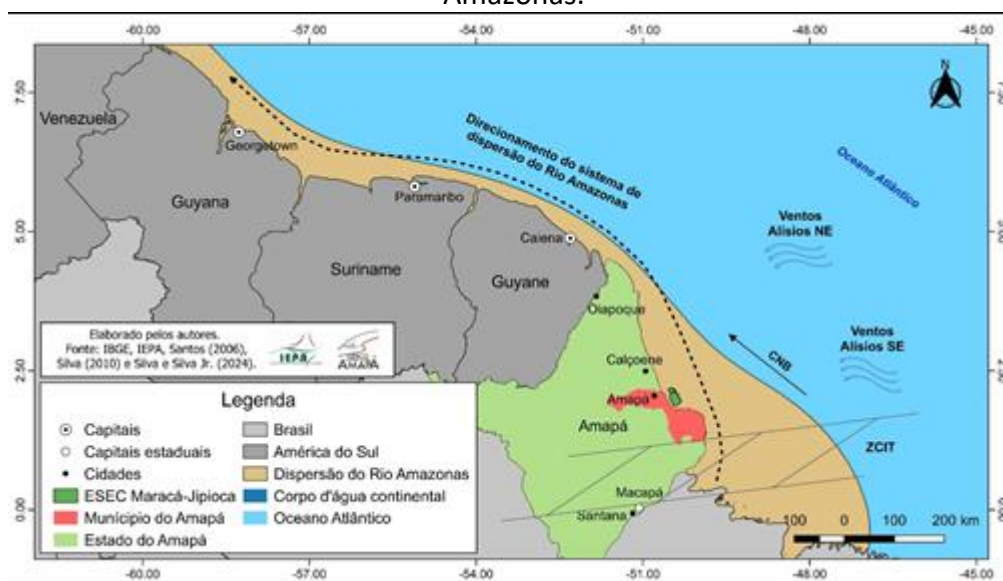 Amazonas.
-60.00 -57.00 -54.00 -51.00 -48.00 -45.00
7.50
5.00
2.50
0.00
N
Venezuela
Georgetown
Guyana
Paramaribo
Suriname
Caiena
Guyane
Direcionamento do sistema de
dispersão do Rio Amazonas
Oceano Atlântico
Ventos
Alísios NE
Ventos
Alísios SE
CNB
ZCIT
Oiapoque
Calçoene
Amapá
Amapá
Macapá
Santana
Elaborado pelos autores.
Fonte: IBGE, IEPA, Santos (2006),
Silva (2010) e Silva e Silva Jr. (2024).
IEPA
AMAPÁ
Legenda
Capitais
Capitais estaduais
Cidades
ESEC Maracá-Jipioca
Munícipio do Amapá
Estado do Amapá
Brasil
América do Sul
Dispersão do Rio Amazonas
Corpo d'água continental
Oceano Atlântico
100 0 100 200 km
-60.00 -57.00 -54.00 -51.00 -48.00 -45.00